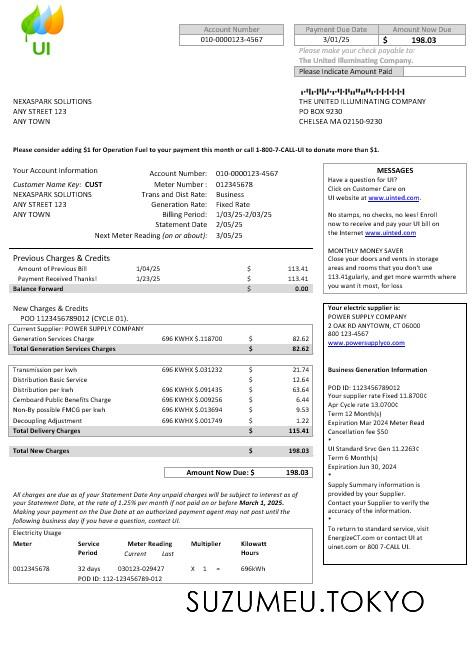 UI
Account Number
010-0000123-4567
Payment Due Date Amount Now Due
3/01/25 $ 198.03
Please make your check payable to:
The United Illuminating Company.
Please Indicate Amount Paid
NEXASPARK SOLUTIONS
ANY STREET 123
ANY TOWN
THE UNITED ILLUMINATING COMPANY
PO BOX 9230
CHELSEA MA 02150-9230
Please consider adding $1 for Operation Fuel to your payment this month or call 1-800-7-CALL-UI to donate more than $1.
Your Account Information
Customer Name Key: CUST
NEXASPARK SOLUTIONS
ANY STREET 123
ANY TOWN
Account Number: 010-0000123-4567
Meter Number : 012345678
Trans and Dist Rate: Business
Generation Rate: Fixed Rate
Billing Period: 1/03/25-2/03/25
Statement Date 2/05/25
Next Meter Reading (on or about): 3/05/25
Previous Charges & Credits
Amount of Previous Bill 1/04/25 $ 113.41
Payment Received Thanks! 1/23/25 $ 113.41
Balance Forward $ 0.00
New Charges & Credits
POD 1123456789012 (CYCLE 01).
Current Supplier: POWER SUPPLY COMPANY
Generation Services Charge 696 KWHX $.118700 $ 82.62
Total Generation Services Charges $ 82.62
Transmission per kwh 696 KWHX $.031232 $ 21.74
Distribution Basic Service $ 12.64
Distribution per kwh 696 KWHX $.091435 $ 63.64
Cembood Public Benefits Charge 696 KWHX $.009256 $ 6.44
Non-By possible FMCG per kwh 696 KWHX $.013694 $ 9.53
Decoupling Adjustment 696 KWHX $.001749 $ 1.22
Total Delivery Charges $ 115.41
Total New Charges $ 198.03
Amount Now Due: $ 198.03
All charges are due as of your Statement Date Any unpaid charges will be subject to interest as of
your Statement Date, at the rate of 1.25% per month if not paid on or before March 1, 2025.
Making your payment on the Due Date at an authorized payment agent may not post until the
following business day if you have a question, contact UI.
Electricity Usage
Meter Service Meter Reading Multiplier Kilowatt
Period Current Last Hours
0012345678 32 days 030123-029427 X 1 = 696kWh
POD ID: 112-123456789-012
MESSAGES
Have a question for UI?
Click on Customer Care on
UI website at www.uinted.com.
No stamps, no checks, no lees! Enroll
now to receive and pay your UI bill on
the Internet www.uinted.com
MONTHLY MONEY SAVER
Close your doors and vents in storage
areas and rooms that you don't use
113.41gularly, and get more warmth where
you want it most, for loss
Your electric supplier is:
POWER SUPPLY COMPANY
2 OAK RD ANYTOWN, CT 06000
800 123-4567
www.powersupplyco.com
Business Generation Information
POD ID: 1123456789012
Your supplier rate Fixed 11.8700¢
Apr Cycle rate 13.0700¢
Term 12 Month(s)
Expiration Mar 2024 Meter Read
Cancellation fee $50
*
UI Standard Srvc Gen 11.2263¢
Term 6 Month(s)
Expiration Jun 30, 2024
*
Supply Summary information is
provided by your Supplier.
Contact your Supplier to verify the
accuracy of the information.
*
To return to standard service, visit
EnergizeCT.com or contact UI at
uinet.com or 800 7-CALL UI.
SUZUMEU.TOKYO